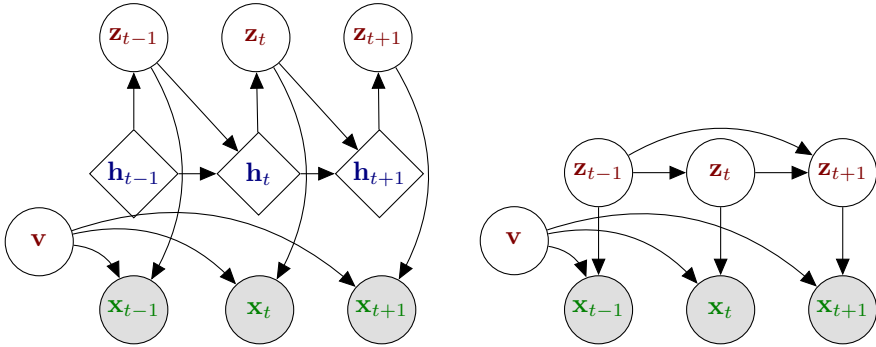 z_{t−1} z_t z_{t+1}
h_{t−1} h_t h_{t+1} z_{t−1} z_t z_{t+1}
v v
x_{t−1} x_t x_{t+1} x_{t−1} x_t x_{t+1}